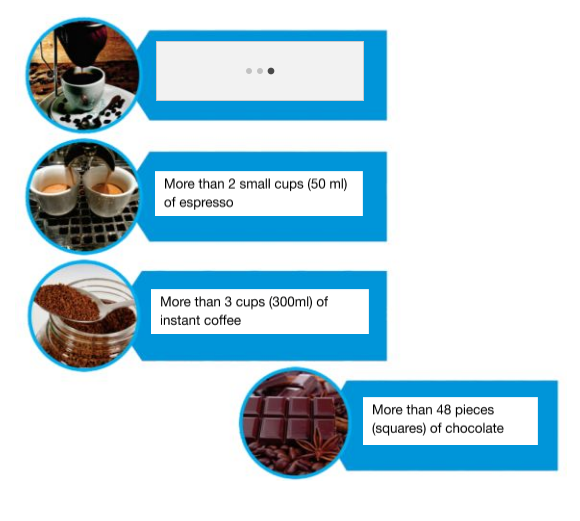 More than 2 small cups (50 ml)
of espresso
More than 3 cups (300ml) of
instant coffee
More than 48 pieces
(squares) of chocolate